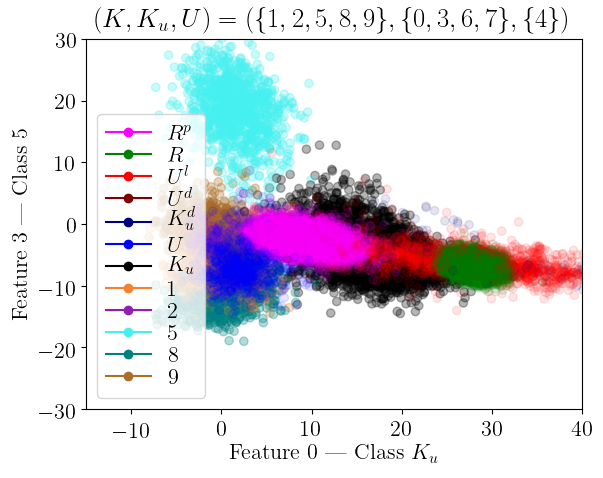 (K, K_u, U) = ({1, 2, 5, 8, 9}, {0, 3, 6, 7}, {4})
30
20
10
0
−10
−20
−30
Feature 3 — Class 5
R^p
R
U^l
U^d
K_u^d
U
K_u
1
2
5
8
9
−10
0
10
20
30
40
Feature 0 — Class K_u